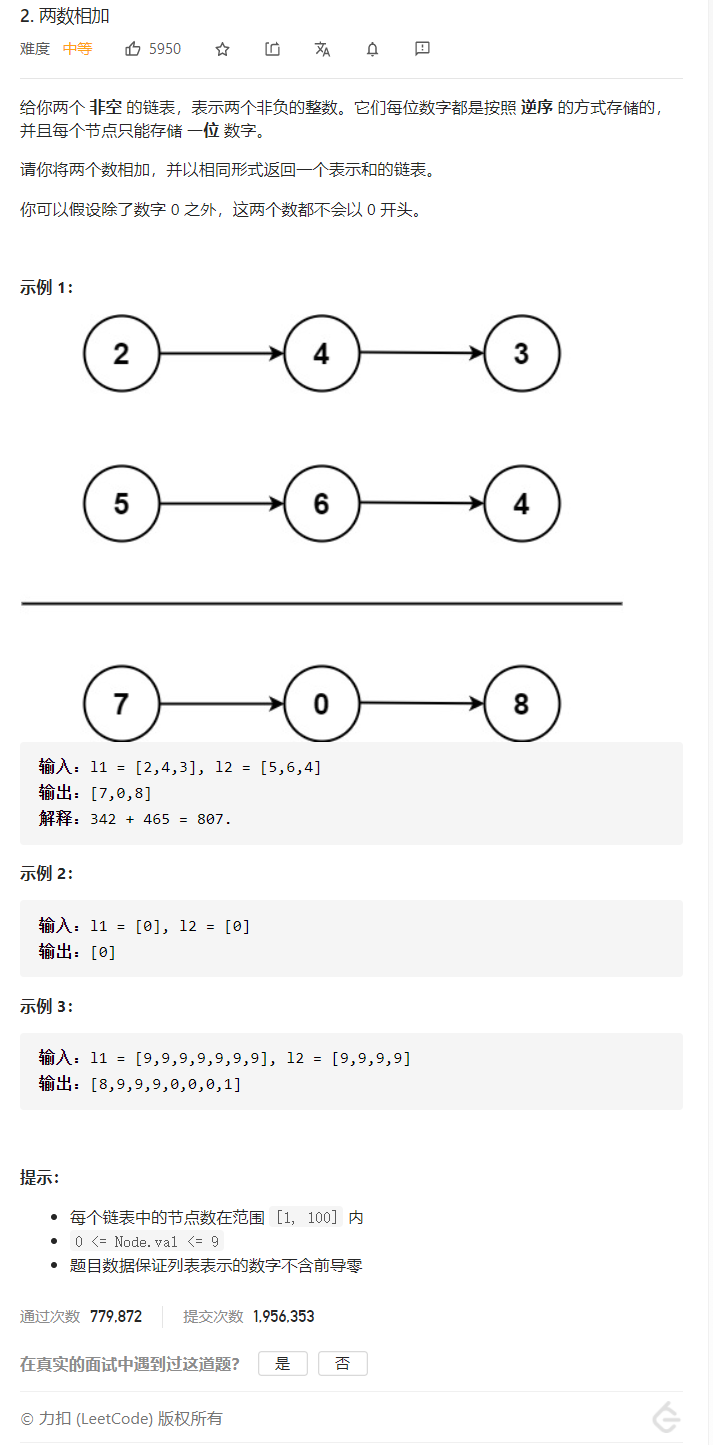 2. 两数相加
难度 中等 5950
给你两个 非空 的链表，表示两个非负的整数。它们每位数字都是按照 逆序 的方式存储的，
并且每个节点只能存储 一位 数字。
请你将两个数相加，并以相同形式返回一个表示和的链表。
你可以假设除了数字 0 之外，这两个数都不会以 0 开头。
示例 1：
2 4 3
5 6 4
7 0 8
输入：l1 = [2,4,3], l2 = [5,6,4]
输出：[7,0,8]
解释：342 + 465 = 807.
示例 2：
输入：l1 = [0], l2 = [0]
输出：[0]
示例 3：
输入：l1 = [9,9,9,9,9,9,9], l2 = [9,9,9,9]
输出：[8,9,9,9,0,0,0,1]
提示：
每个链表中的节点数在范围 [1, 100] 内
0 <= Node.val <= 9
题目数据保证列表表示的数字不含前导零
通过次数 779,872 提交次数 1,956,353
在真实的面试中遇到过这道题? 是 否
© 力扣 (LeetCode) 版权所有